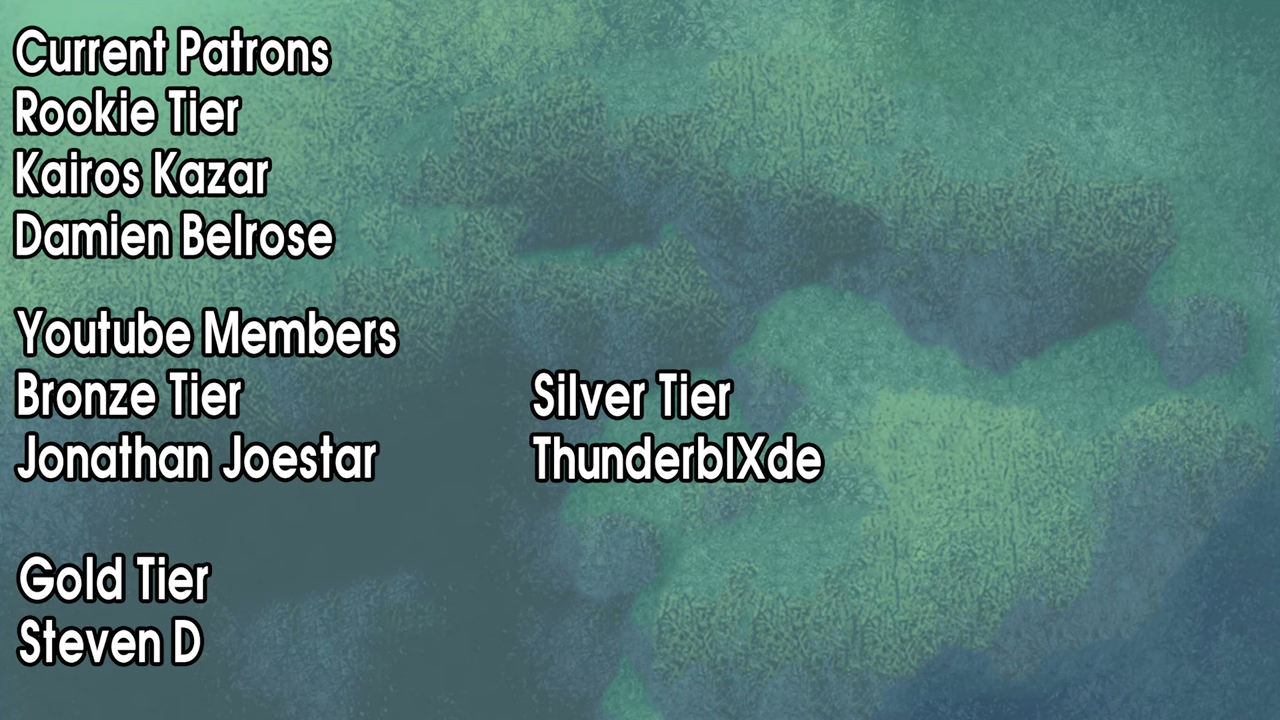 Current Patrons
Rookie Tier
Kairos Kazar
Damien Belrose
Youtube Members
Bronze Tier
Jonathan Joestar
Silver Tier
ThunderblXde
Gold Tier
Steven D